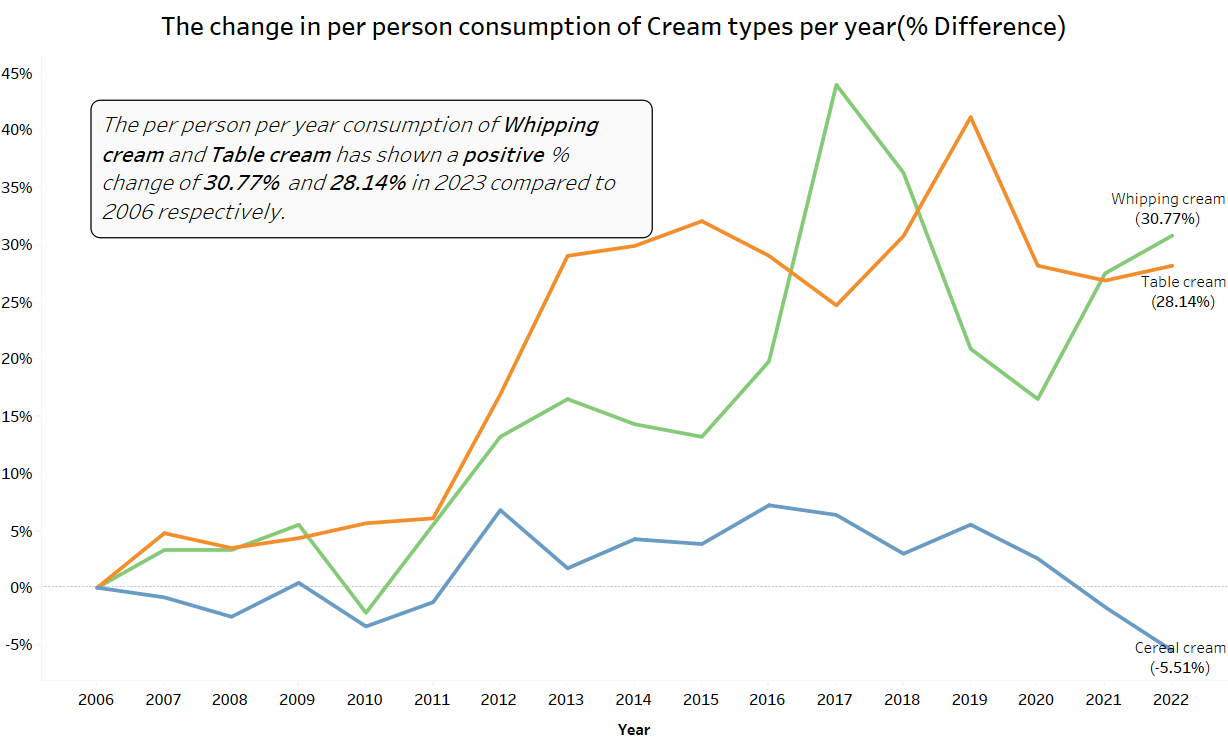 The change in per person consumption of Cream types per year(% Difference)
45%
40%
35%
30%
25%
20%
15%
10%
5%
0%
-5%
The per person per year consumption of Whipping
cream and Table cream has shown a positive %
change of 30.77% and 28.14% in 2023 compared to
2006 respectively.
Whipping cream
(30.77%)
Table cream
(28.14%)
Cereal cream
(-5.51%)
2006 2007 2008 2009 2010 2011 2012 2013 2014 2015 2016 2017 2018 2019 2020 2021 2022
Year